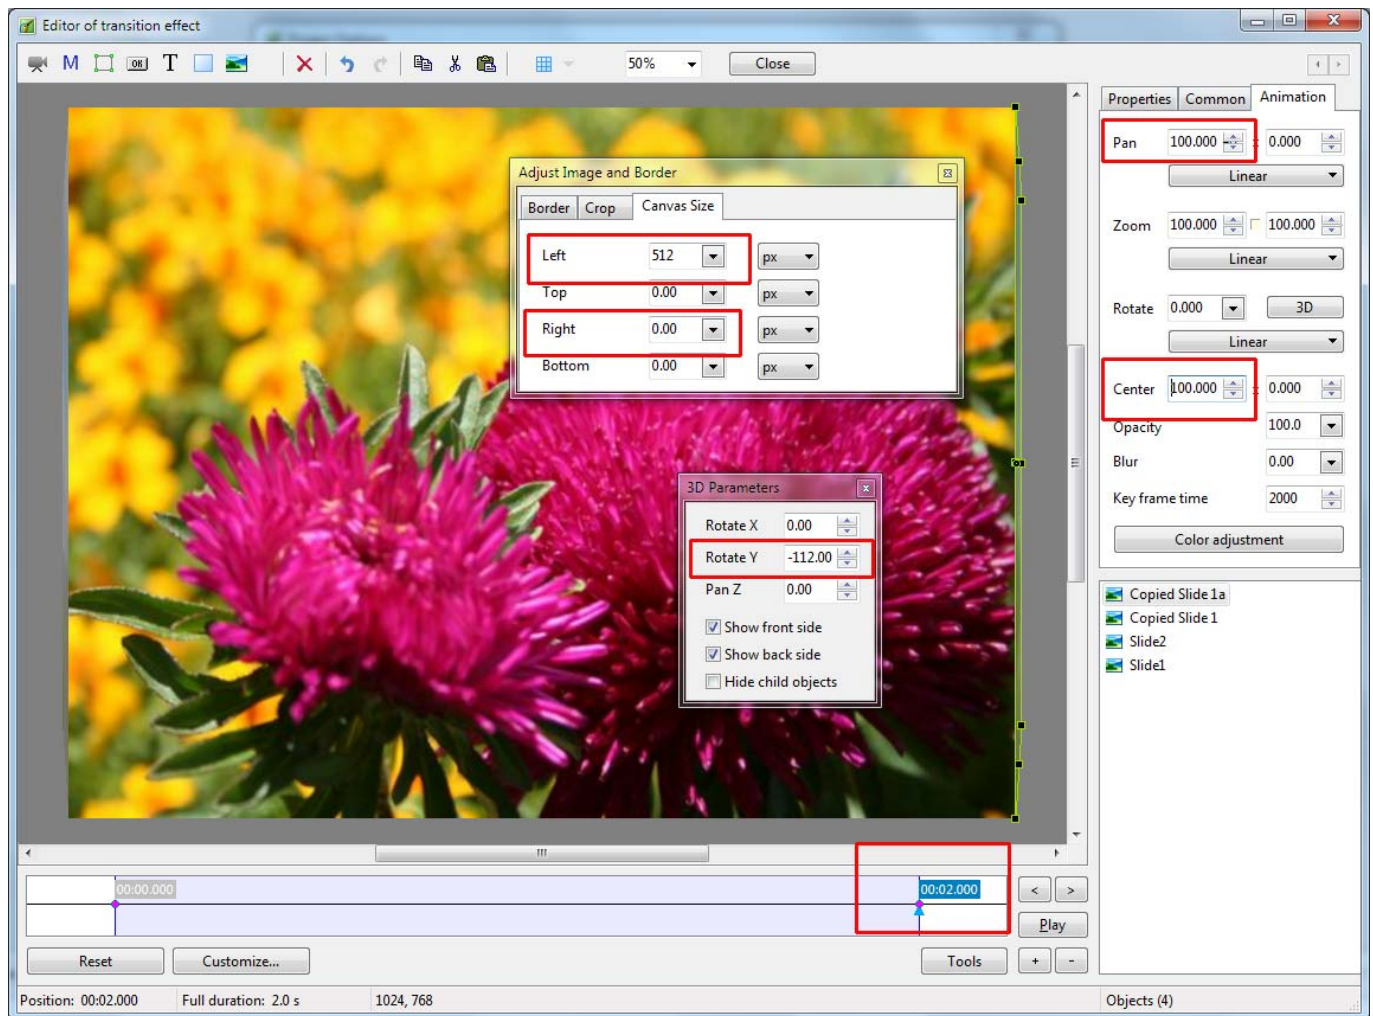 Editor of transition effect
M OK T 50% Close
Properties Common Animation
Pan 100.000 0.000
Linear
Zoom 100.000 100.000
Linear
Rotate 0.000 3D
Linear
Center 100.000 0.000
Opacity 100.0
Blur 0.00
Key frame time 2000
Color adjustment
Adjust Image and Border
Border Crop Canvas Size
Left 512 px
Top 0.00 px
Right 0.00 px
Bottom 0.00 px
3D Parameters
Rotate X 0.00
Rotate Y -112.00
Pan Z 0.00
Show front side
Show back side
Hide child objects
Copied Slide 1a
Copied Slide 1
Slide2
Slide1
00:00.000 00:02.000
< >
Play
Reset Customize... Tools + -
Position: 00:02.000 Full duration: 2.0 s 1024, 768 Objects (4)